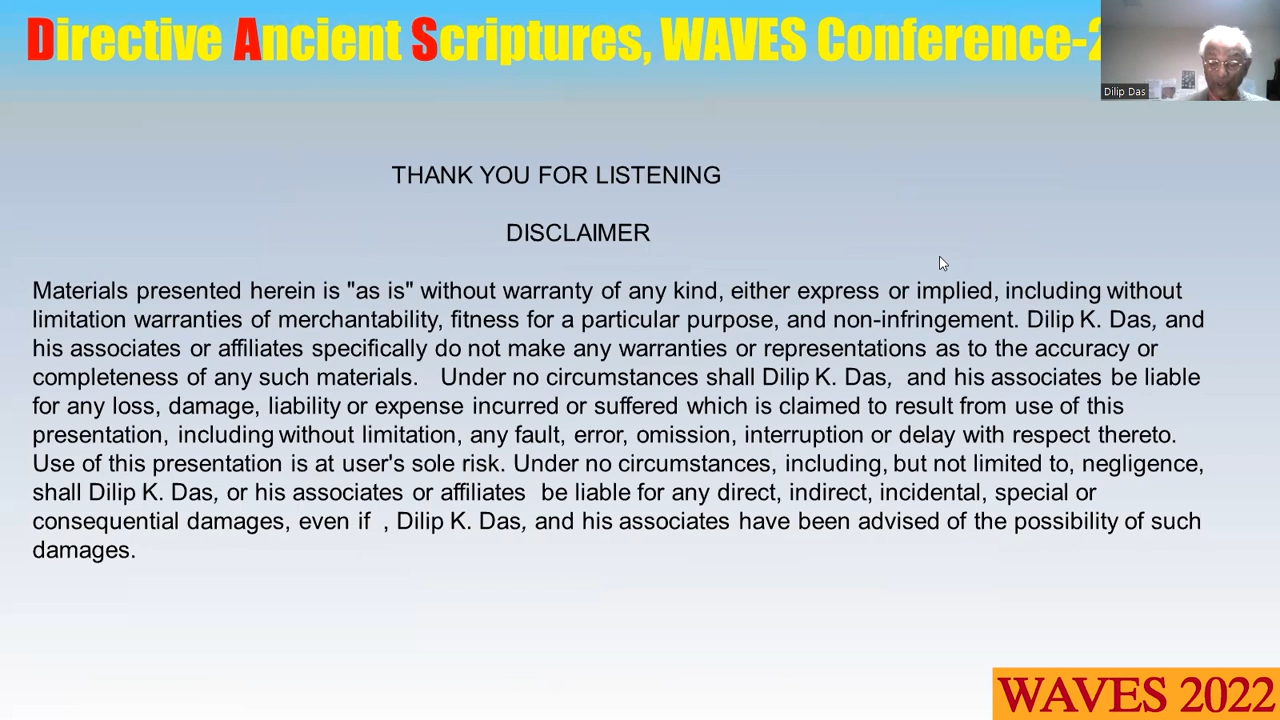 Directive Ancient Scriptures, WAVES Conference-2
Dilip Das
THANK YOU FOR LISTENING
DISCLAIMER
Materials presented herein is "as is" without warranty of any kind, either express or implied, including without
limitation warranties of merchantability, fitness for a particular purpose, and non-infringement. Dilip K. Das, and
his associates or affiliates specifically do not make any warranties or representations as to the accuracy or
completeness of any such materials. Under no circumstances shall Dilip K. Das, and his associates be liable
for any loss, damage, liability or expense incurred or suffered which is claimed to result from use of this
presentation, including without limitation, any fault, error, omission, interruption or delay with respect thereto.
Use of this presentation is at user's sole risk. Under no circumstances, including, but not limited to, negligence,
shall Dilip K. Das, or his associates or affiliates be liable for any direct, indirect, incidental, special or
consequential damages, even if , Dilip K. Das, and his associates have been advised of the possibility of such
damages.
WAVES 2022